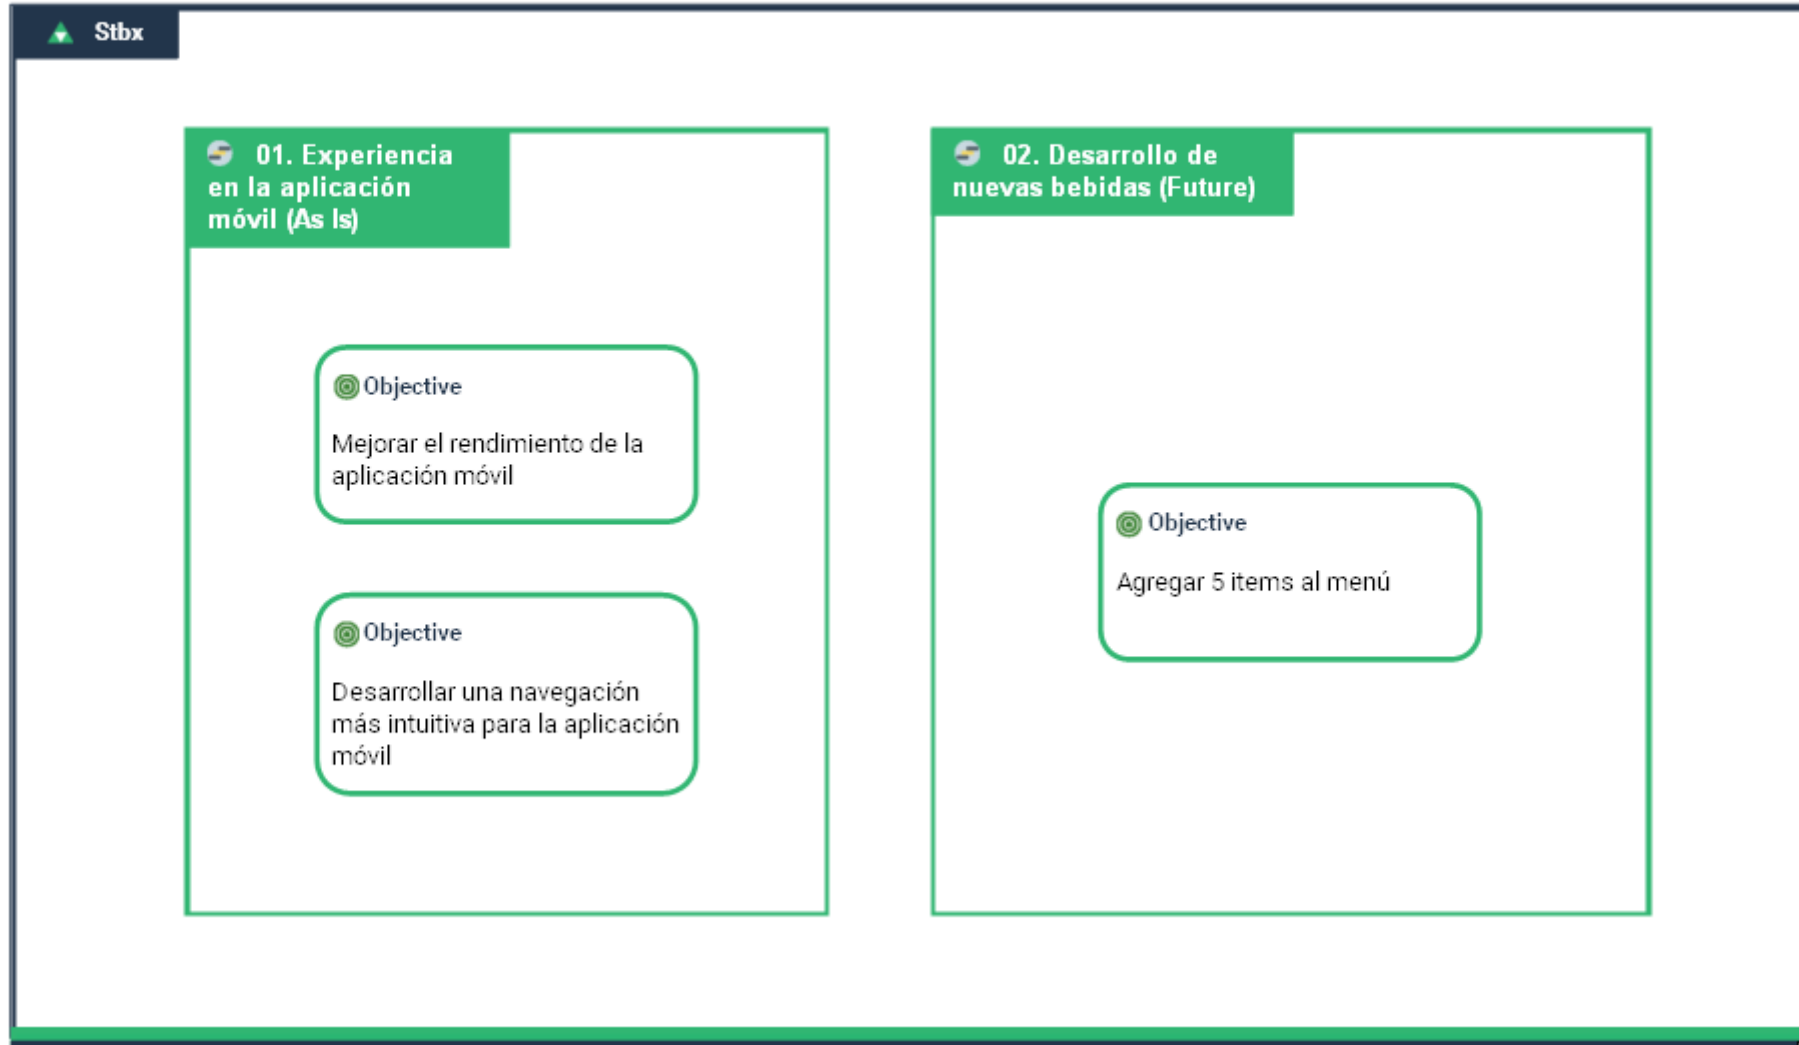 Stbx
01. Experiencia
en la aplicación
móvil (As Is)
Objective
Mejorar el rendimiento de la
aplicación móvil
Objective
Desarrollar una navegación
más intuitiva para la aplicación
móvil
02. Desarrollo de
nuevas bebidas (Future)
Objective
Agregar 5 items al menú